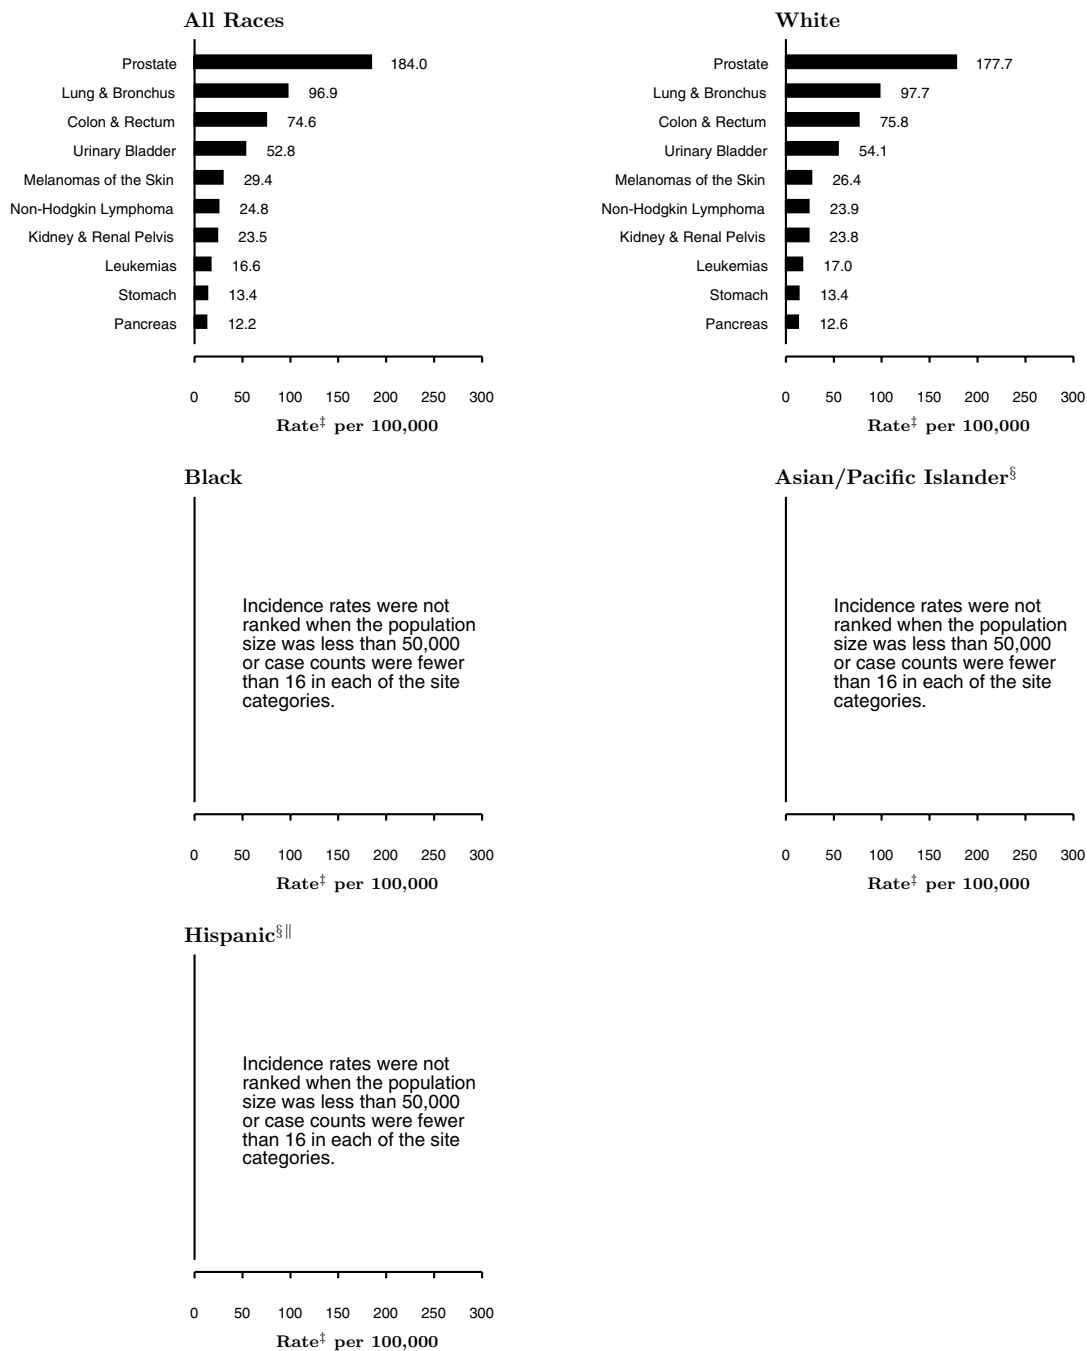 All Races
Prostate 184.0
Lung & Bronchus 96.9
Colon & Rectum 74.6
Urinary Bladder 52.8
Melanomas of the Skin 29.4
Non-Hodgkin Lymphoma 24.8
Kidney & Renal Pelvis 23.5
Leukemias 16.6
Stomach 13.4
Pancreas 12.2
0 50 100 150 200 250 300
Rate‡ per 100,000
White
Prostate 177.7
Lung & Bronchus 97.7
Colon & Rectum 75.8
Urinary Bladder 54.1
Melanomas of the Skin 26.4
Non-Hodgkin Lymphoma 23.9
Kidney & Renal Pelvis 23.8
Leukemias 17.0
Stomach 13.4
Pancreas 12.6
0 50 100 150 200 250 300
Rate‡ per 100,000
Black
Incidence rates were not
ranked when the population
size was less than 50,000
or case counts were fewer
than 16 in each of the site
categories.
0 50 100 150 200 250 300
Rate‡ per 100,000
Asian/Pacific Islander§
Incidence rates were not
ranked when the population
size was less than 50,000
or case counts were fewer
than 16 in each of the site
categories.
0 50 100 150 200 250 300
Rate‡ per 100,000
Hispanic§‖
Incidence rates were not
ranked when the population
size was less than 50,000
or case counts were fewer
than 16 in each of the site
categories.
0 50 100 150 200 250 300
Rate‡ per 100,000